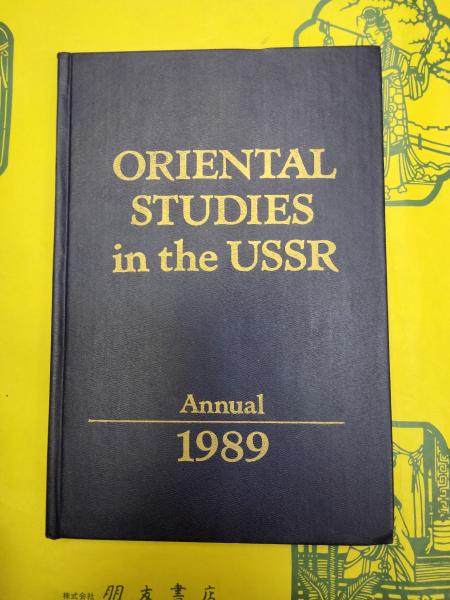 ORIENTAL
STUDIES
in the USSR
Annual
1989
株式会社 朋友書店